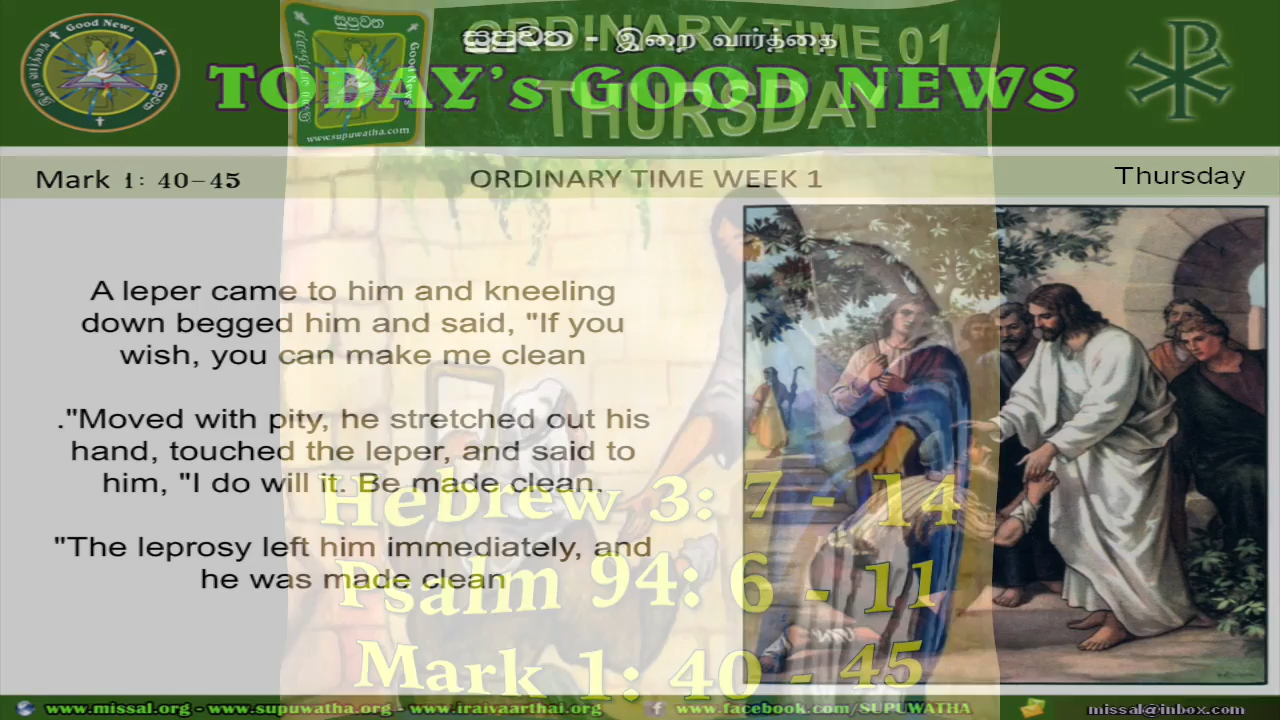 Good News
සුපුවත
Good News
www.supuwatha.com
සුපුවත - இறை வார்த்தை
ORDINARY TIME 01
TODAY's GOOD NEWS
THURSDAY
Mark 1: 40-45
ORDINARY TIME WEEK 1
Thursday
A leper came to him and kneeling
down begged him and said, "If you
wish, you can make me clean
."Moved with pity, he stretched out his
hand, touched the leper, and said to
him, "I do will it. Be made clean.
"The leprosy left him immediately, and
he was made clean
Hebrew 3: 7 - 14
Psalm 94: 6 - 11
Mark 1: 40 - 45
www.missal.org - www.supuwatha.org - www.iraivaarthai.org
www.facebook.com/SUPUWATHA
missal@inbox.com